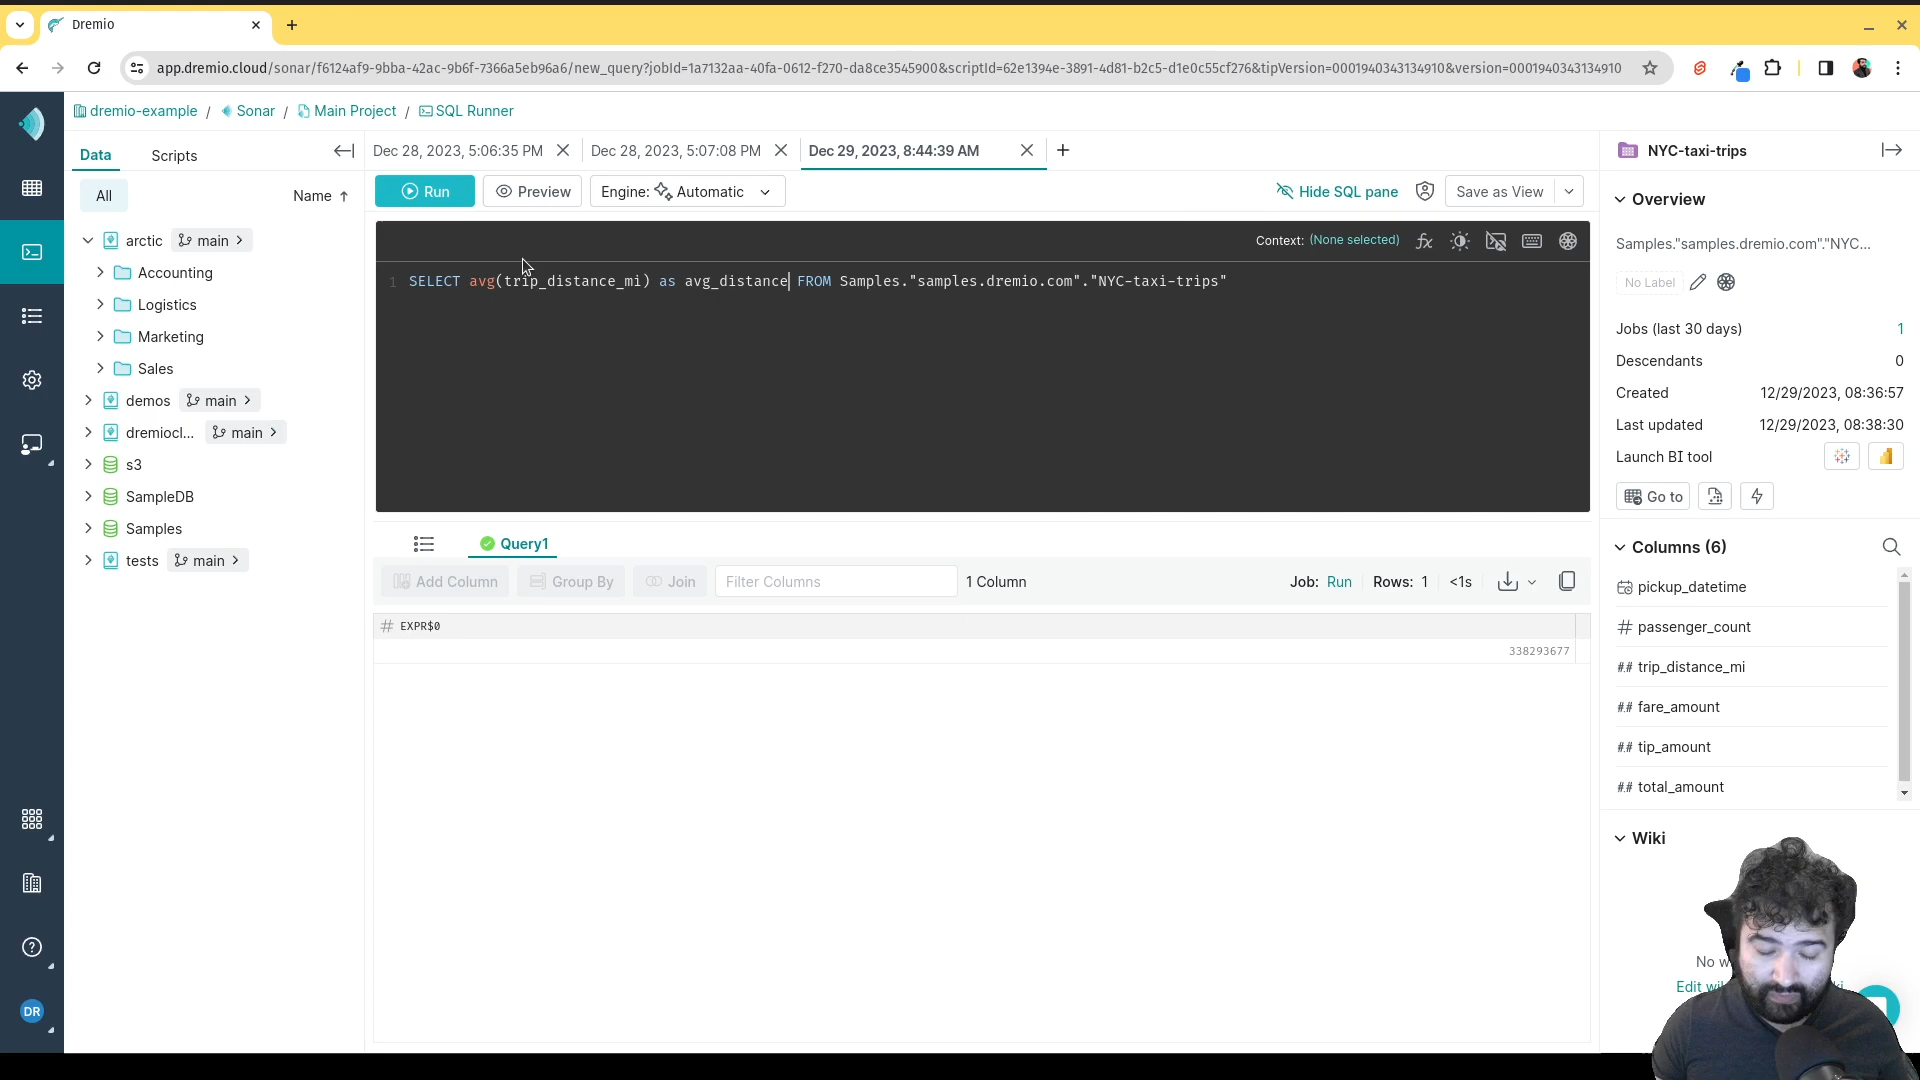 Dremio
app.dremio.cloud/sonar/f6124af9-9bba-42ac-9b6f-7366a5eb96a6/new_query?jobId=1a7132aa-40fa-0612-f270-da8ce3545900&scriptId=62e1394e-3891-4d81-b2c5-d1e0c55cf276&tipVersion=0001940343134910&version=0001940343134910
dremio-example / Sonar / Main Project / SQL Runner
Data Scripts
Dec 28, 2023, 5:06:35 PM Dec 28, 2023, 5:07:08 PM Dec 29, 2023, 8:44:39 AM
NYC-taxi-trips
All Name
Run Preview Engine: Automatic Hide SQL pane Save as View
Overview
arctic main
Accounting
Logistics
Marketing
Sales
demos main
dremiocl... main
s3
SampleDB
Samples
tests main
Context: (None selected) fx
1 SELECT avg(trip_distance_mi) as avg_distance FROM Samples."samples.dremio.com"."NYC-taxi-trips"
Query1
Add Column Group By Join Filter Columns 1 Column Job: Run Rows: 1 <1s
# EXPR$0
338293677
Samples."samples.dremio.com"."NYC...
No Label
Jobs (last 30 days) 1
Descendants 0
Created 12/29/2023, 08:36:57
Last updated 12/29/2023, 08:38:30
Launch BI tool
Go to
Columns (6)
pickup_datetime
# passenger_count
#.# trip_distance_mi
#.# fare_amount
#.# tip_amount
#.# total_amount
Wiki
No
Edit
DR